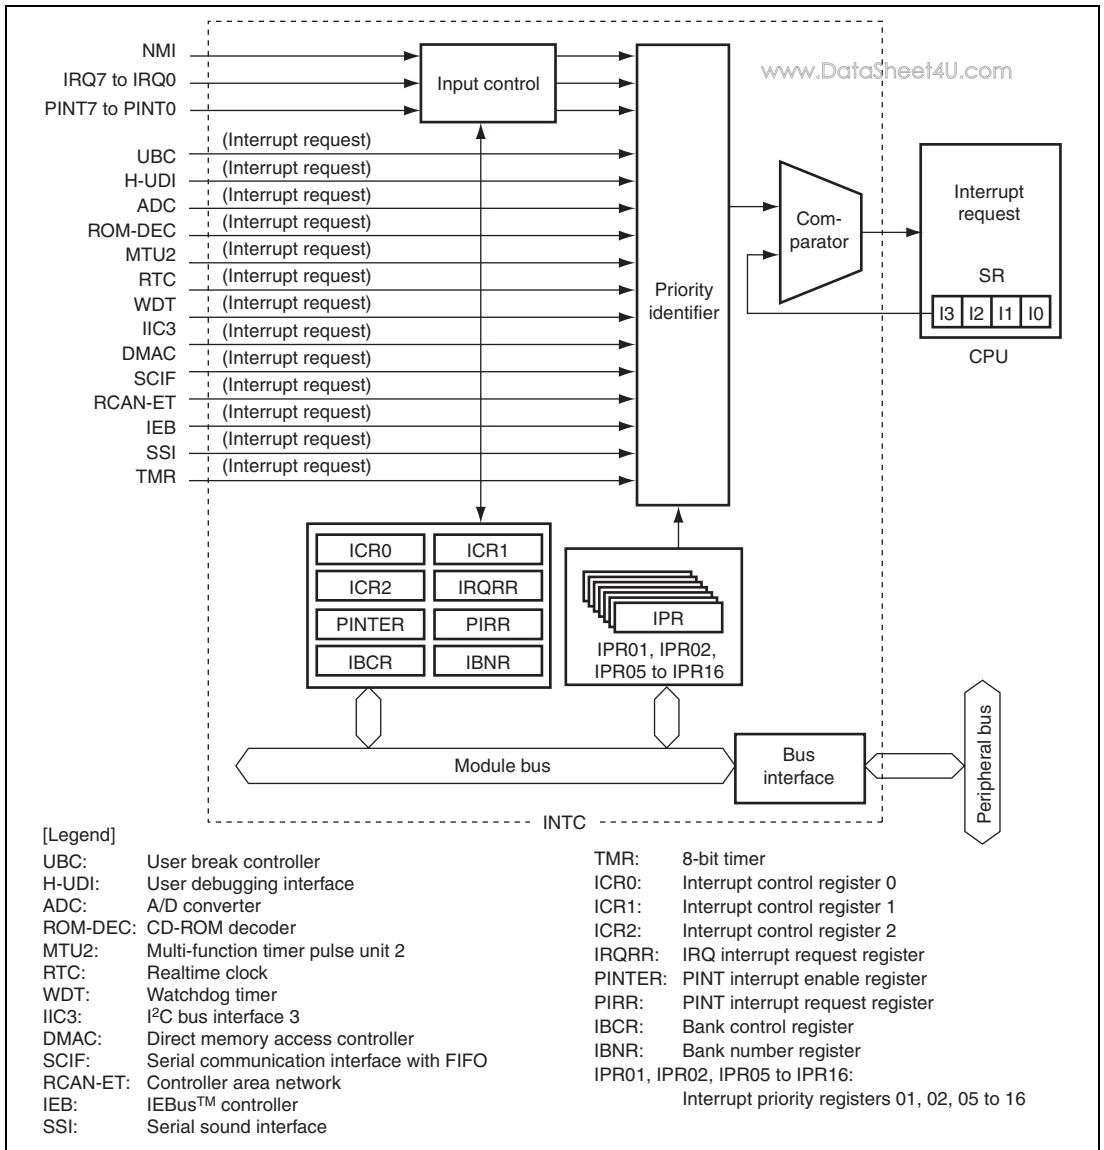 www.DataSheet4U.com
NMI
IRQ7 to IRQ0
PINT7 to PINT0
Input control
UBC
(Interrupt request)
H-UDI
(Interrupt request)
ADC
(Interrupt request)
ROM-DEC
(Interrupt request)
MTU2
(Interrupt request)
RTC
(Interrupt request)
WDT
(Interrupt request)
IIC3
(Interrupt request)
DMAC
(Interrupt request)
SCIF
(Interrupt request)
RCAN-ET
(Interrupt request)
IEB
(Interrupt request)
SSI
(Interrupt request)
TMR
(Interrupt request)
Priority
identifier
Com-
parator
Interrupt
request
SR
I3 I2 I1 I0
CPU
ICR0 ICR1
ICR2 IRQRR
PINTER PIRR
IBCR IBNR
IPR
IPR01, IPR02,
IPR05 to IPR16
Module bus
Bus
interface
Peripheral bus
INTC
[Legend]
UBC: User break controller
H-UDI: User debugging interface
ADC: A/D converter
ROM-DEC: CD-ROM decoder
MTU2: Multi-function timer pulse unit 2
RTC: Realtime clock
WDT: Watchdog timer
IIC3: I²C bus interface 3
DMAC: Direct memory access controller
SCIF: Serial communication interface with FIFO
RCAN-ET: Controller area network
IEB: IEBus™ controller
SSI: Serial sound interface
TMR: 8-bit timer
ICR0: Interrupt control register 0
ICR1: Interrupt control register 1
ICR2: Interrupt control register 2
IRQRR: IRQ interrupt request register
PINTER: PINT interrupt enable register
PIRR: PINT interrupt request register
IBCR: Bank control register
IBNR: Bank number register
IPR01, IPR02, IPR05 to IPR16:
Interrupt priority registers 01, 02, 05 to 16